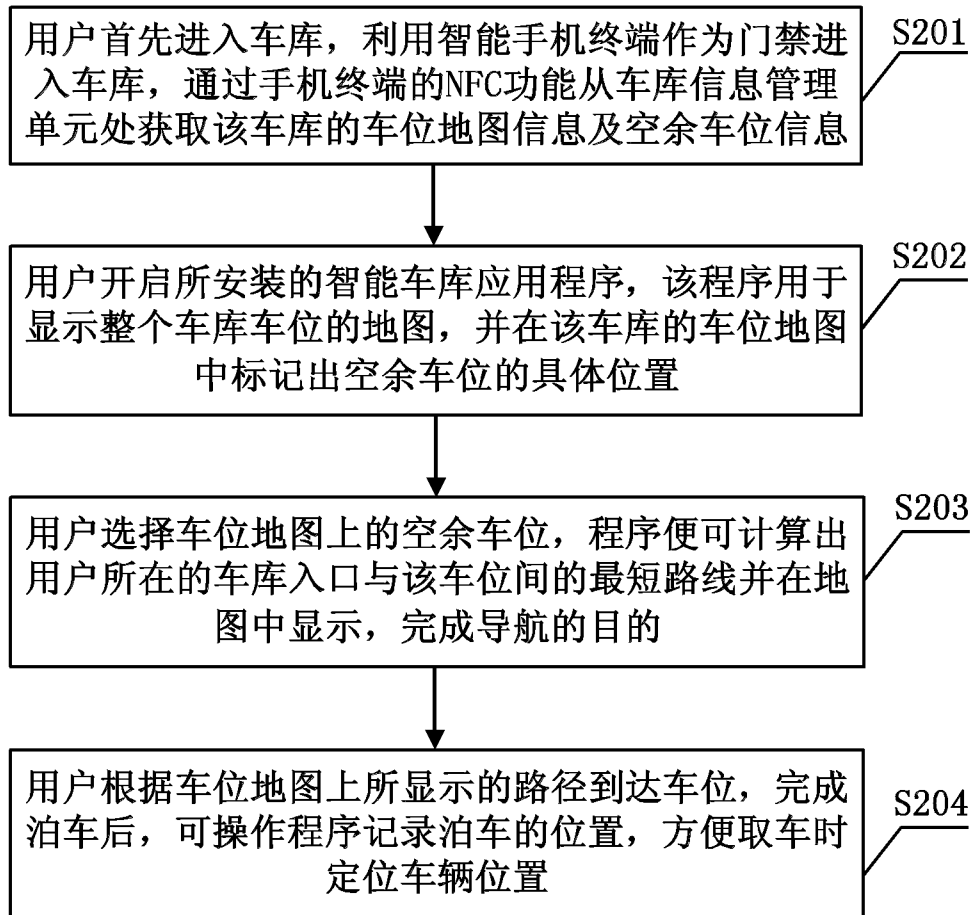 用户首先进入车库，利用智能手机终端作为门禁进
入车库，通过手机终端的NFC功能从车库信息管理
单元处获取该车库的车位地图信息及空余车位信息
S201
用户开启所安装的智能车库应用程序，该程序用于
显示整个车库车位的地图，并在该车库的车位地图
中标记出空余车位的具体位置
S202
用户选择车位地图上的空余车位，程序便可计算出
用户所在的车库入口与该车位间的最短路线并在地
图中显示，完成导航的目的
S203
用户根据车位地图上所显示的路径到达车位，完成
泊车后，可操作程序记录泊车的位置，方便取车时
定位车辆位置
S204